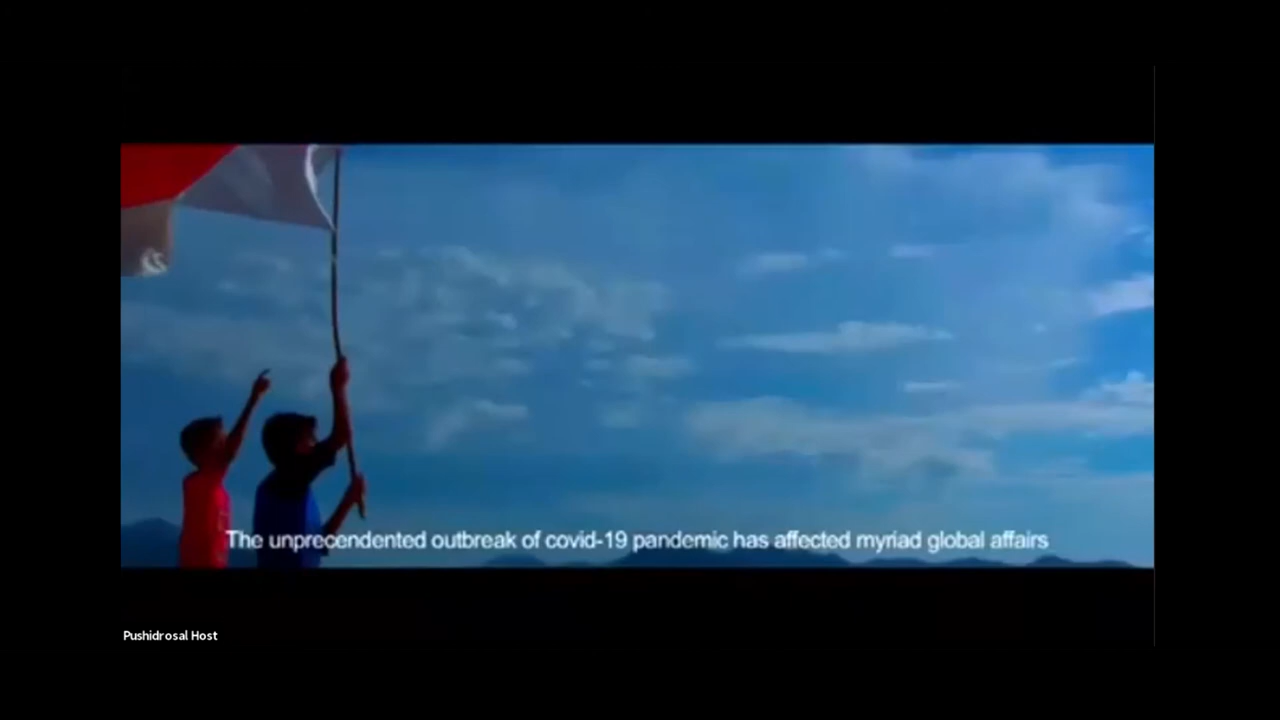 The unprecendented outbreak of covid-19 pandemic has affected myriad global affairs
Pushidrosal Host